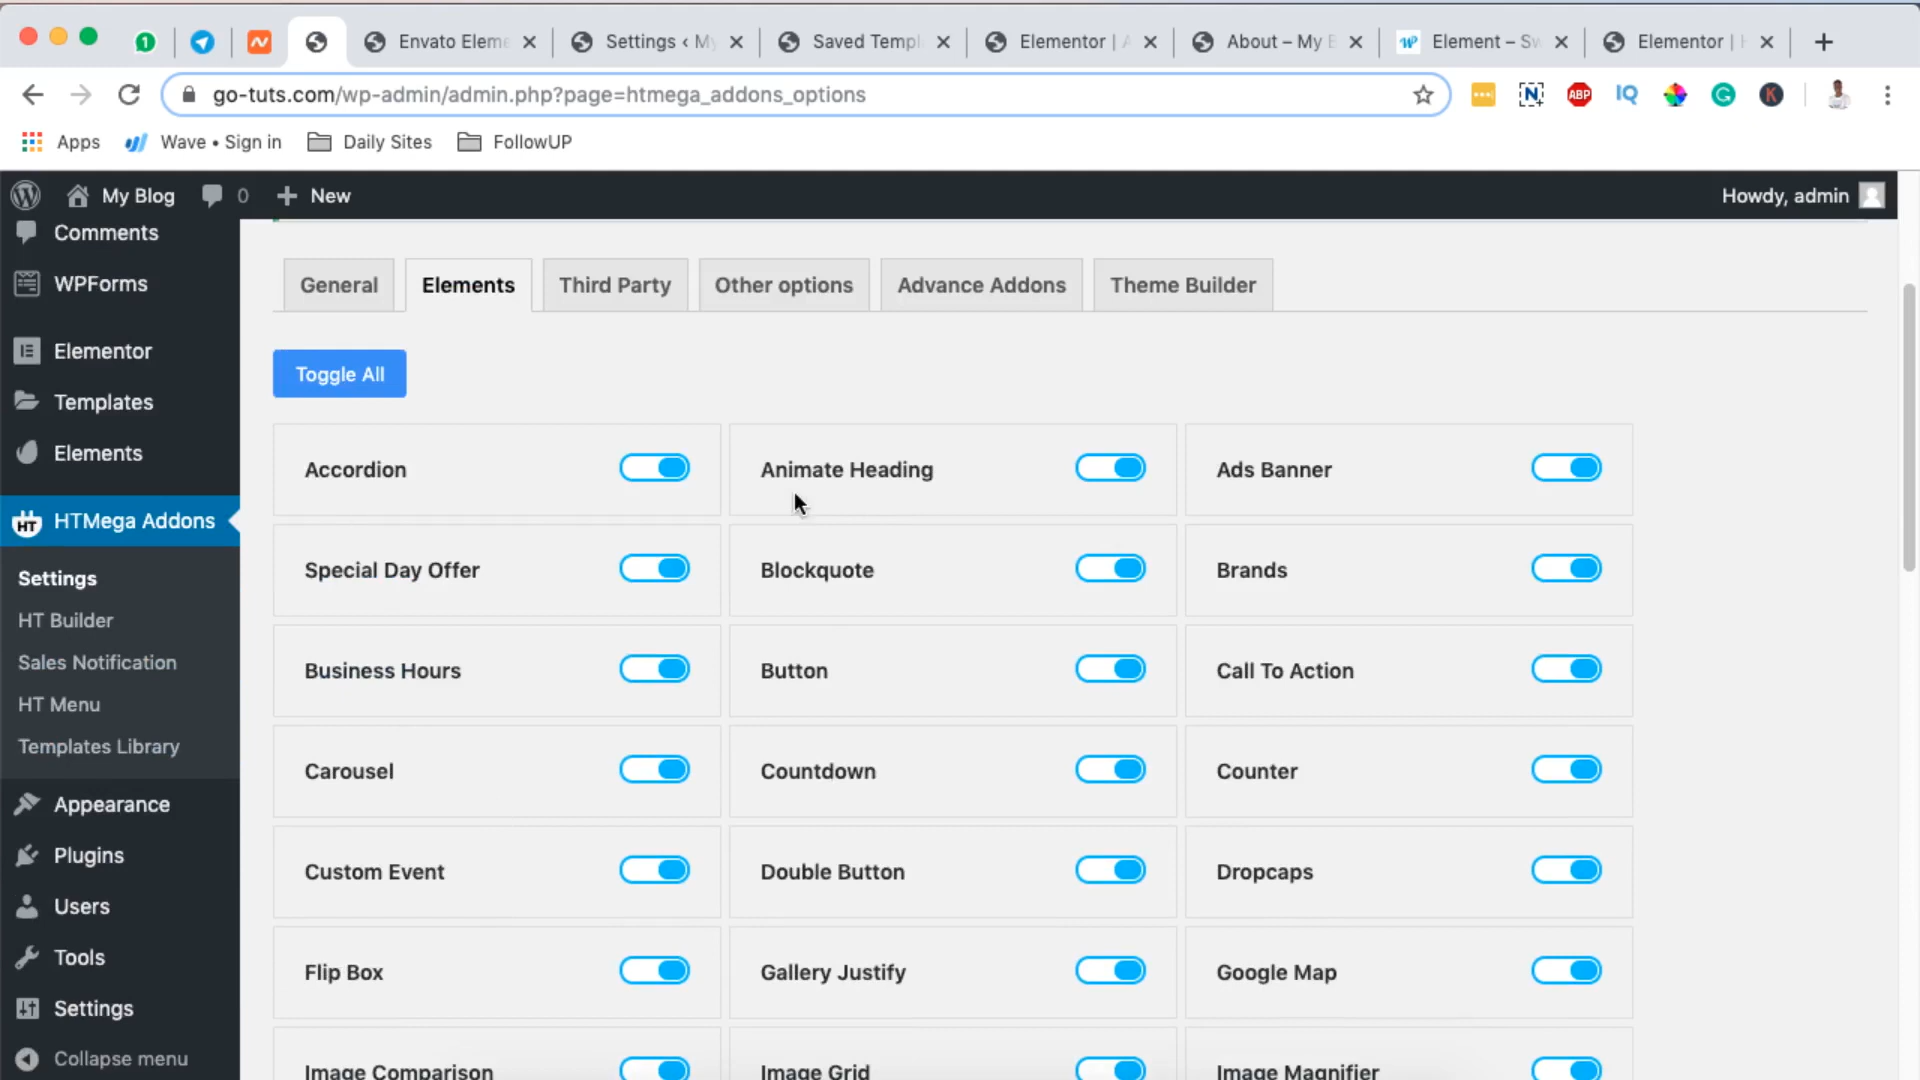 1
Envato Eleme
Settings ‹ My
Saved Templ
Elementor |
About – My B
Element – Sw
Elementor |
go-tuts.com/wp-admin/admin.php?page=htmega_addons_options
ABP
IQ
Apps
Wave • Sign in
Daily Sites
FollowUP
My Blog
0
New
Howdy, admin
Comments
WPForms
Elementor
Templates
Elements
HT
HTMega Addons
Settings
HT Builder
Sales Notification
HT Menu
Templates Library
Appearance
Plugins
Users
Tools
Settings
Collapse menu
General
Elements
Third Party
Other options
Advance Addons
Theme Builder
Toggle All
Accordion
Animate Heading
Ads Banner
Special Day Offer
Blockquote
Brands
Business Hours
Button
Call To Action
Carousel
Countdown
Counter
Custom Event
Double Button
Dropcaps
Flip Box
Gallery Justify
Google Map
Image Comparison
Image Grid
Image Magnifier